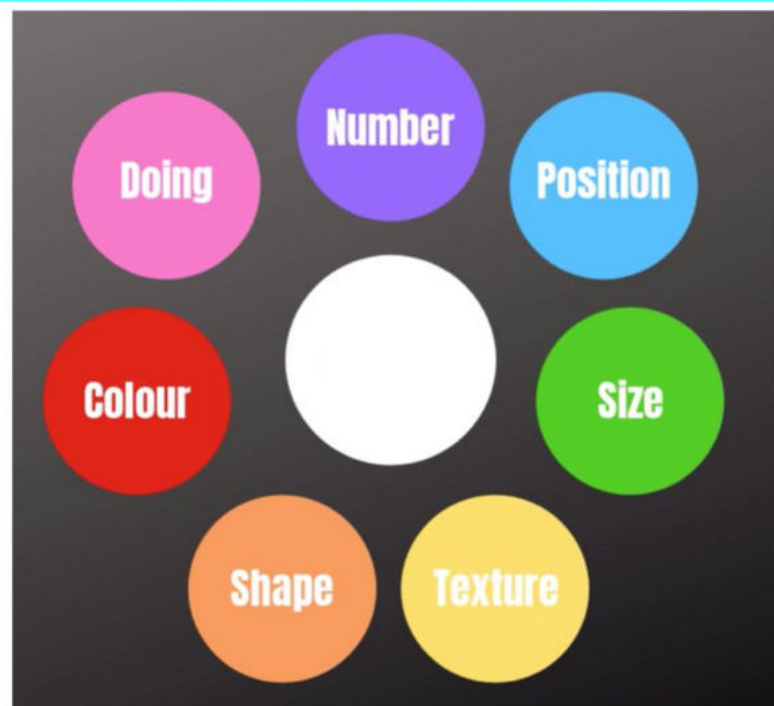 Number
Doing
Position
Colour
Size
Shape
Texture